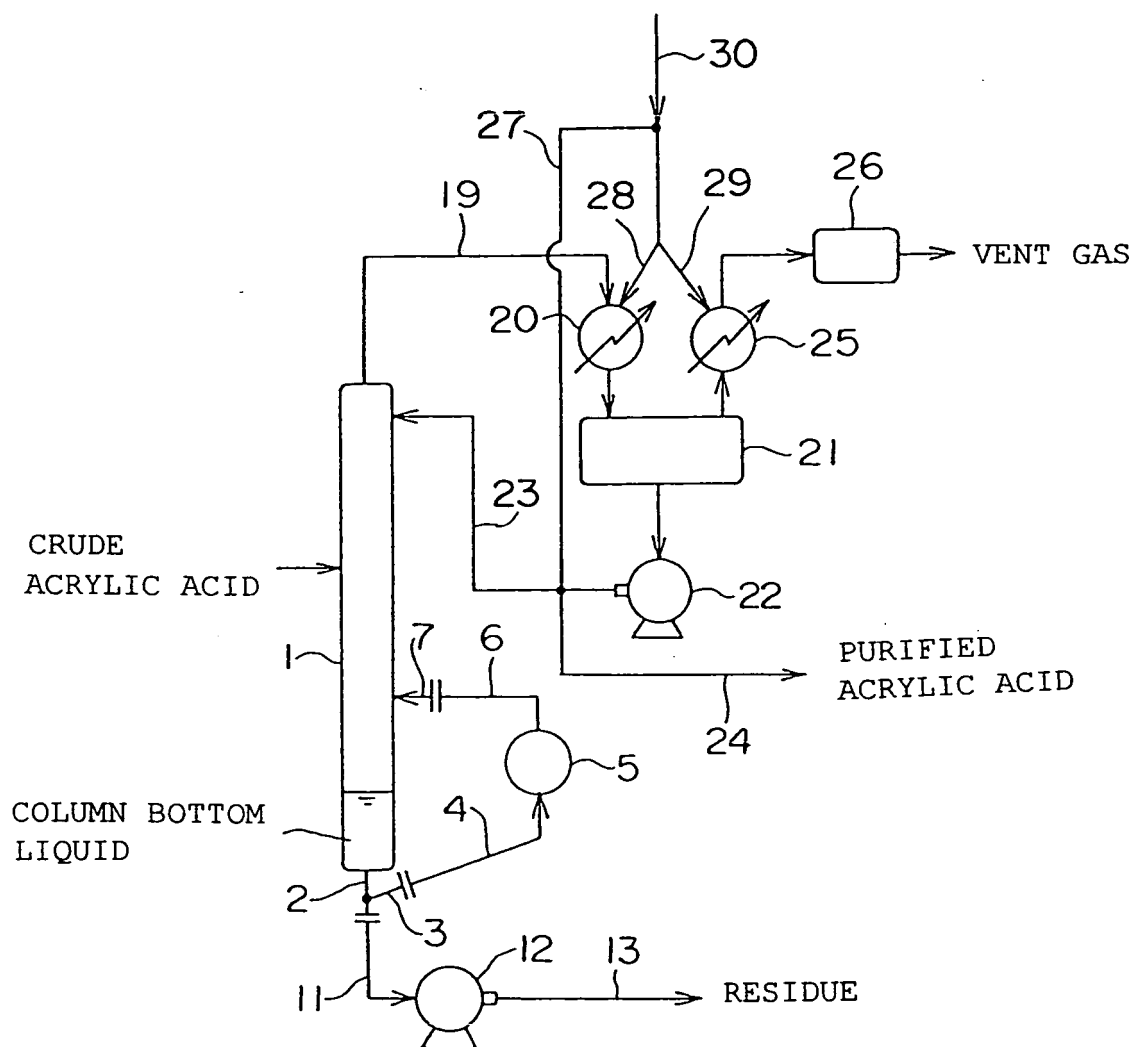 30
27
19
28
29
26
VENT GAS
20
25
21
23
CRUDE
ACRYLIC ACID
22
1
7
6
PURIFIED
ACRYLIC ACID
24
5
4
COLUMN BOTTOM
LIQUID
2
3
12
13
11
RESIDUE